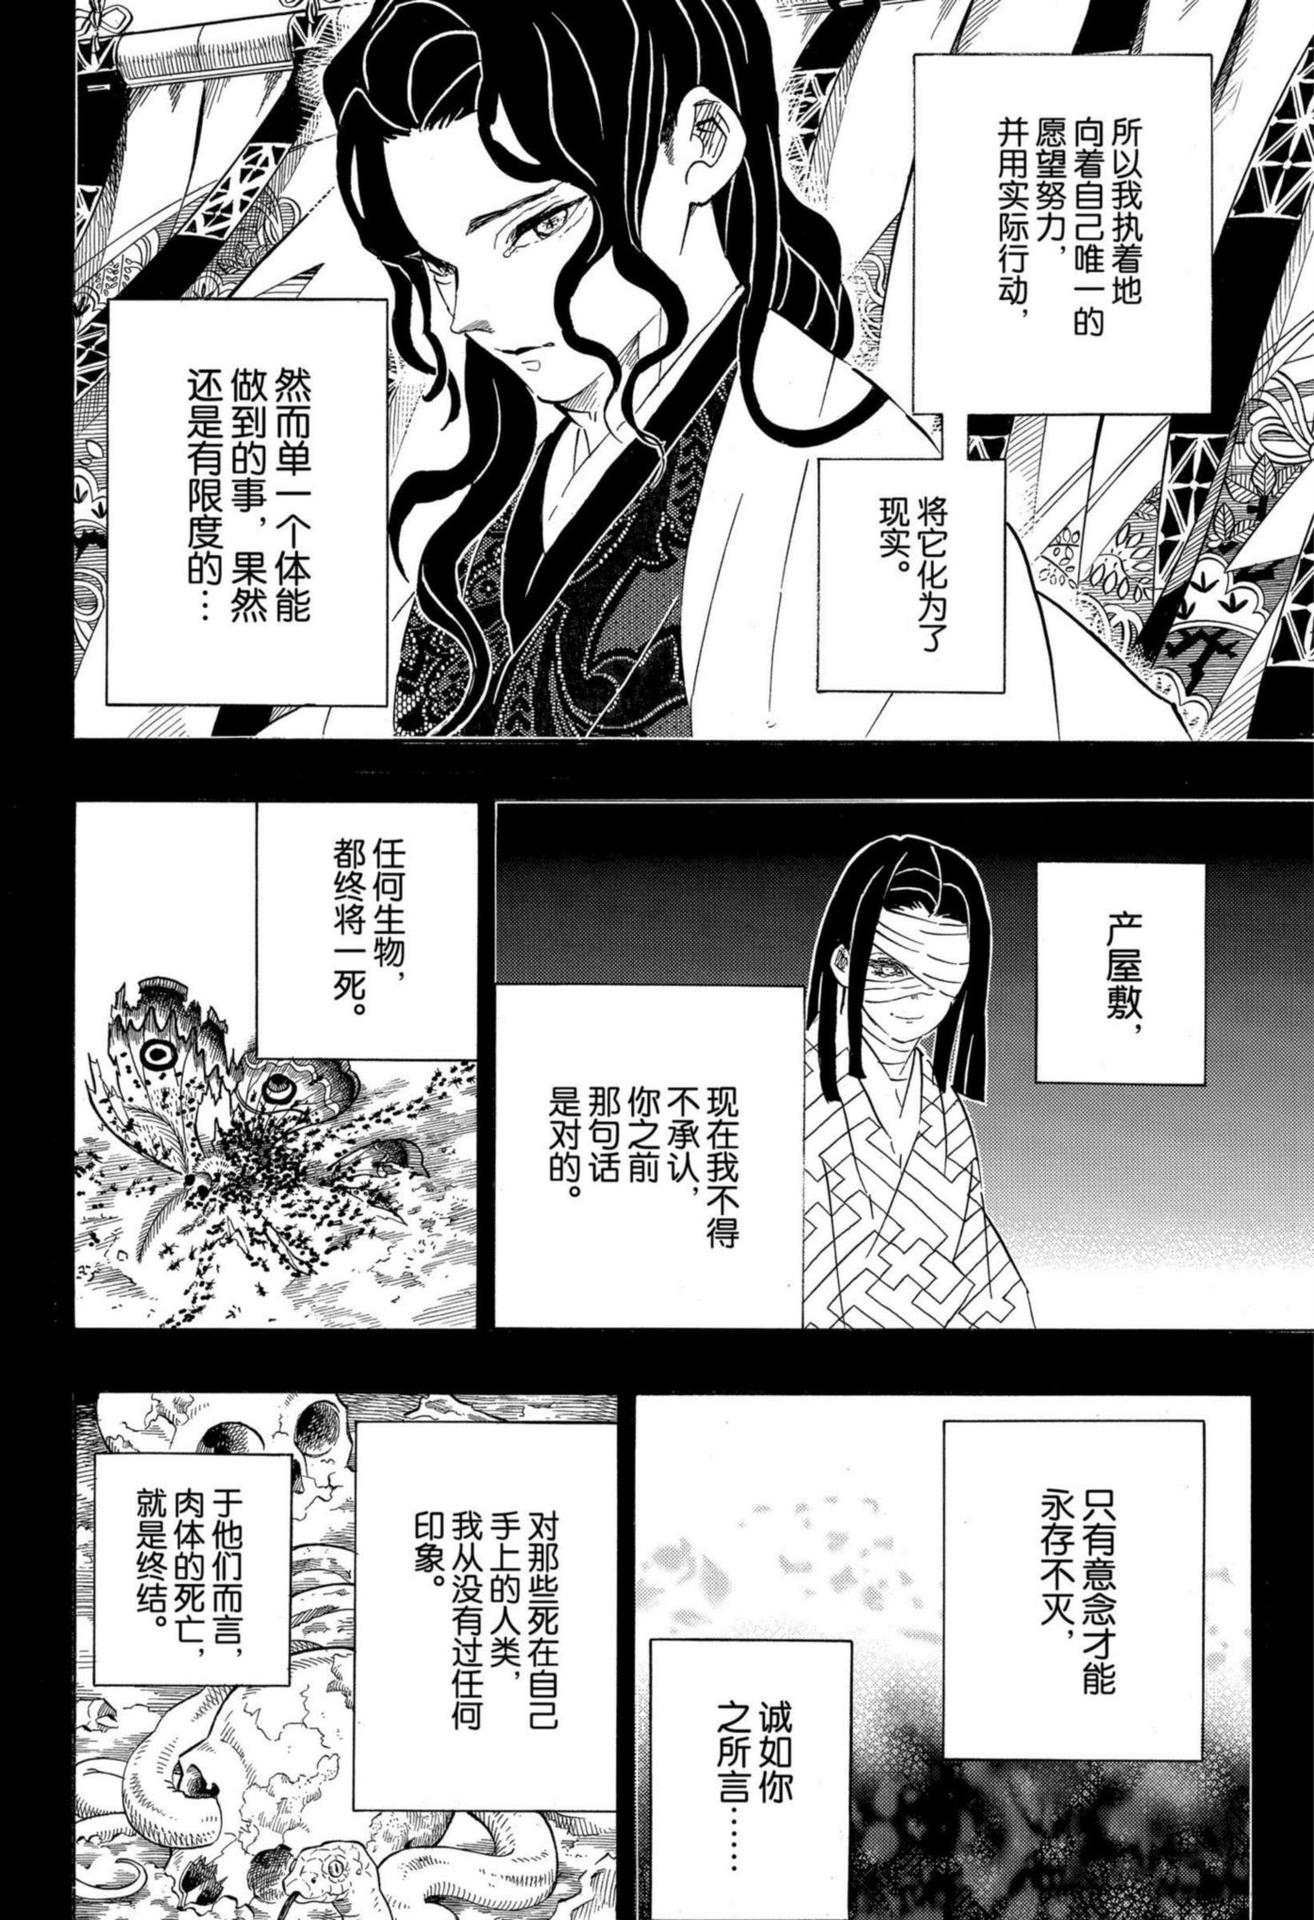 所以我执着地
向着自己唯一的
愿望努力，
并用实际行动，
将它化为了
现实。
然而单一个体能
做到的事，果然
还是有限度的…
产屋敷，
现在我不得
不承认，
你之前
那句话
是对的。
任何生物，
都终将一死。
只有意念才能
永存不灭，
诚如你
之所言……
对那些死在自己
手上的人类，
我从没有过任何
印象。
于他们而言，
肉体的死亡，
就是终结。